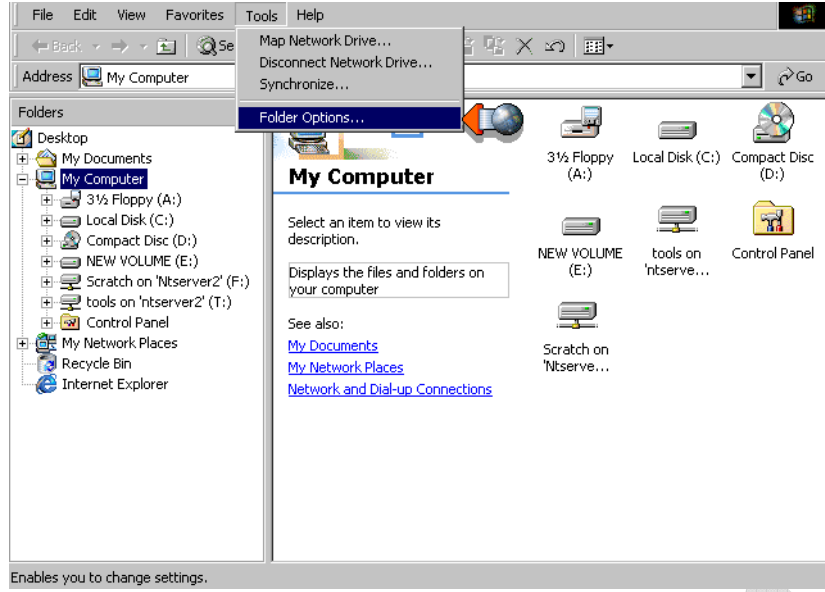 File Edit View Favorites Tools Help
Back Se
Map Network Drive...
Disconnect Network Drive...
Synchronize...
Folder Options...
Address My Computer Go
Folders
Desktop
My Documents
My Computer
3½ Floppy (A:)
Local Disk (C:)
Compact Disc (D:)
NEW VOLUME (E:)
Scratch on 'Ntserver2' (F:)
tools on 'ntserver2' (T:)
Control Panel
My Network Places
Recycle Bin
Internet Explorer
My Computer
Select an item to view its
description.
Displays the files and folders on
your computer
See also:
My Documents
My Network Places
Network and Dial-up Connections
3½ Floppy
(A:)
Local Disk (C:)
Compact Disc
(D:)
NEW VOLUME
(E:)
tools on
'ntserve...
Control Panel
Scratch on
'Ntserve...
Enables you to change settings.